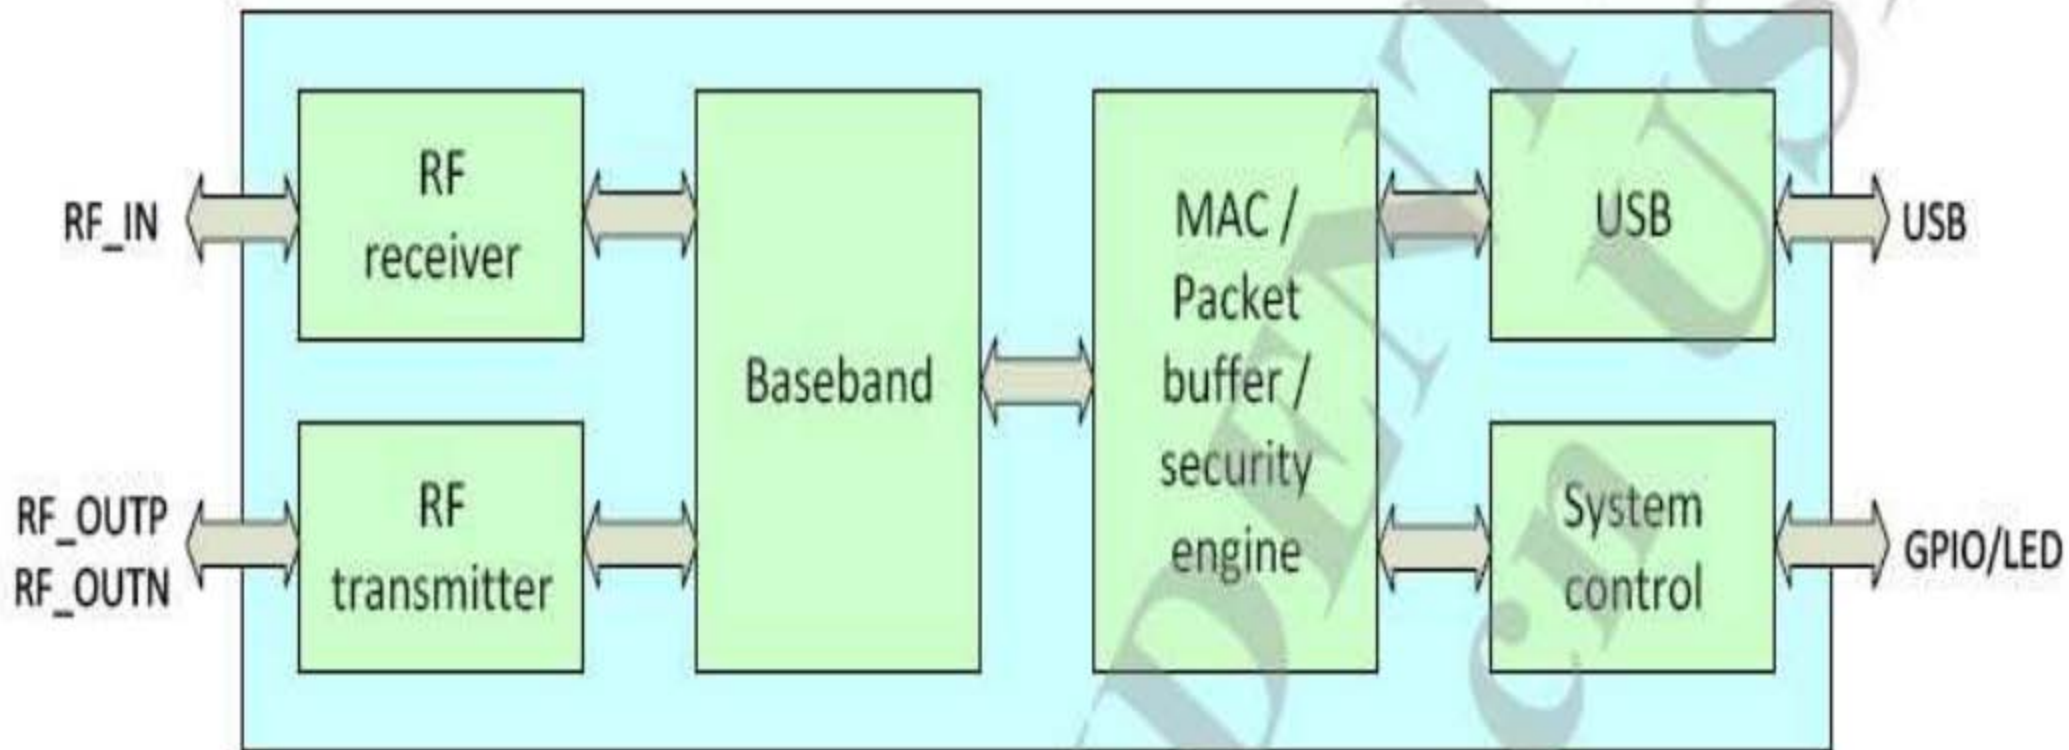 RF_IN
RF
receiver
RF_OUTP
RF_OUTN
RF
transmitter
Baseband
MAC /
Packet
buffer /
security
engine
USB
USB
System
control
GPIO/LED